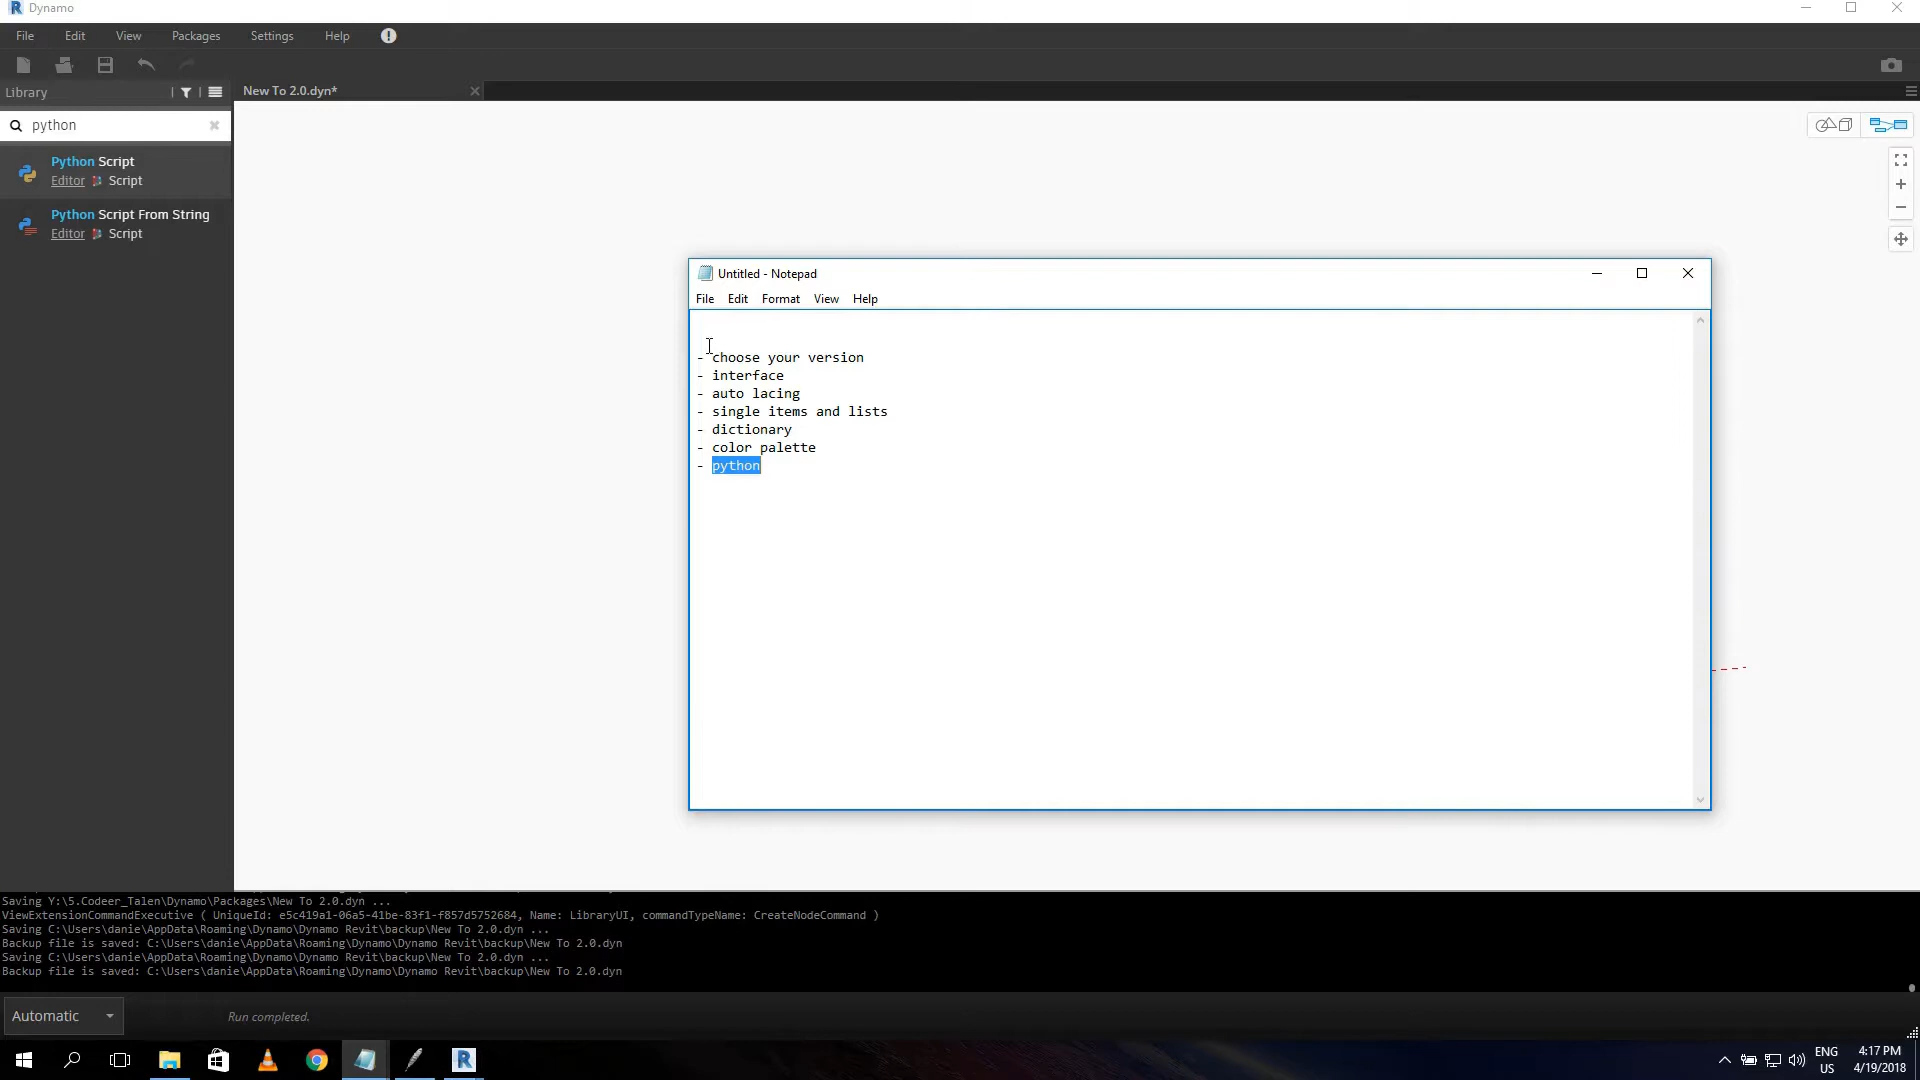 Dynamo
File Edit View Packages Settings Help
Library
New To 2.0.dyn*
python
Python Script
Editor Script
Python Script From String
Editor Script
Untitled - Notepad
File Edit Format View Help
- choose your version
- interface
- auto lacing
- single items and lists
- dictionary
- color palette
- python
Saving Y:\5.Codeer_Talen\Dynamo\Packages\New To 2.0.dyn ...
ViewExtensionCommandExecutive ( UniqueId: e5c419a1-06a5-41be-83f1-f857d5752684, Name: LibraryUI, commandTypeName: CreateNodeCommand )
Saving C:\Users\danie\AppData\Roaming\Dynamo\Dynamo Revit\backup\New To 2.0.dyn ...
Backup file is saved: C:\Users\danie\AppData\Roaming\Dynamo\Dynamo Revit\backup\New To 2.0.dyn
Saving C:\Users\danie\AppData\Roaming\Dynamo\Dynamo Revit\backup\New To 2.0.dyn ...
Backup file is saved: C:\Users\danie\AppData\Roaming\Dynamo\Dynamo Revit\backup\New To 2.0.dyn
Automatic
Run completed.
ENG
US
4:17 PM
4/19/2018